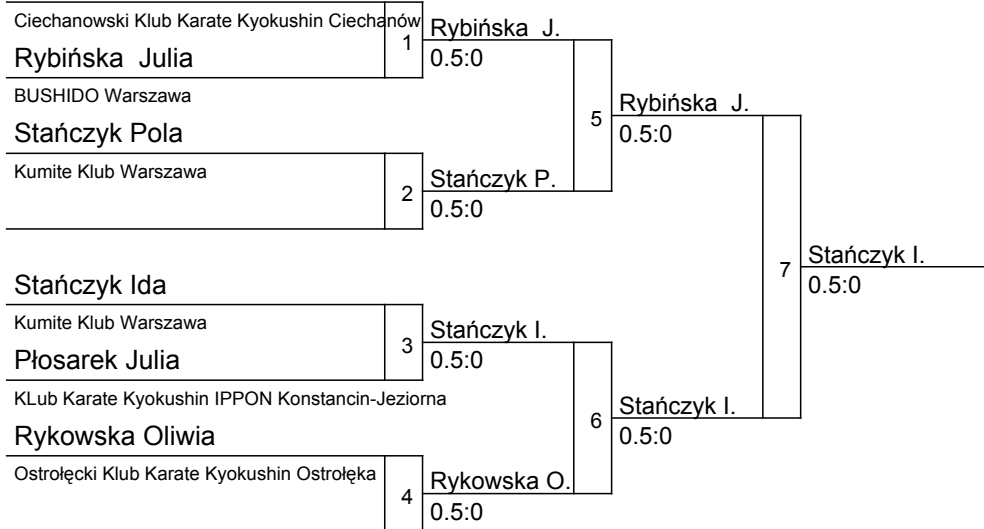 Ciechanowski Klub Karate Kyokushin Ciechanów
1
Rybińska J.
Rybińska  Julia
0.5:0
BUSHIDO Warszawa
5
Rybińska J.
Stańczyk Pola
0.5:0
Kumite Klub Warszawa
2
Stańczyk P.
0.5:0
7
Stańczyk I.
0.5:0
Stańczyk Ida
Kumite Klub Warszawa
3
Stańczyk I.
Płosarek Julia
0.5:0
KLub Karate Kyokushin IPPON Konstancin-Jeziorna
6
Stańczyk I.
Rykowska Oliwia
0.5:0
Ostrołęcki Klub Karate Kyokushin Ostrołęka
4
Rykowska O.
0.5:0